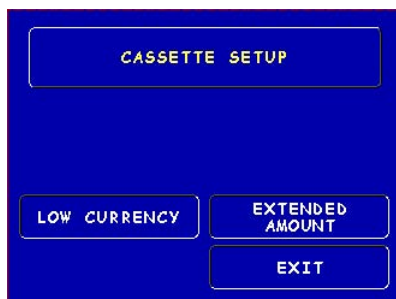 CASSETTE SETUP
LOW CURRENCY
EXTENDED
AMOUNT
EXIT